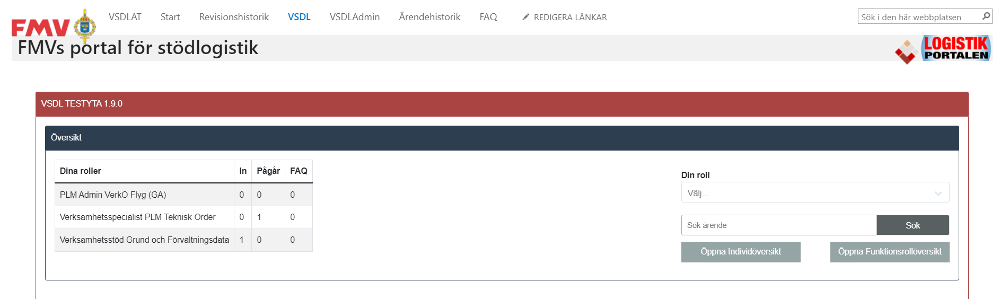 FMV
VSDLAT Start Revisionshistorik VSDL VSDLAdmin Ärendehistorik FAQ REDIGERA LÄNKAR
Sök i den här webbplatsen
FMVs portal för stödlogistik
LOGISTIK
PORTALEN
VSDL TESTYTA 1.9.0
Översikt
Dina roller In Pågår FAQ
PLM Admin VerkO Flyg (GA) 0 0 0
Verksamhetsspecialist PLM Teknisk Order 0 1 0
Verksamhetsstöd Grund och Förvaltningsdata 1 0 0
Din roll
Välj...
Sök ärende Sök
Öppna Individöversikt Öppna Funktionsrollöversikt